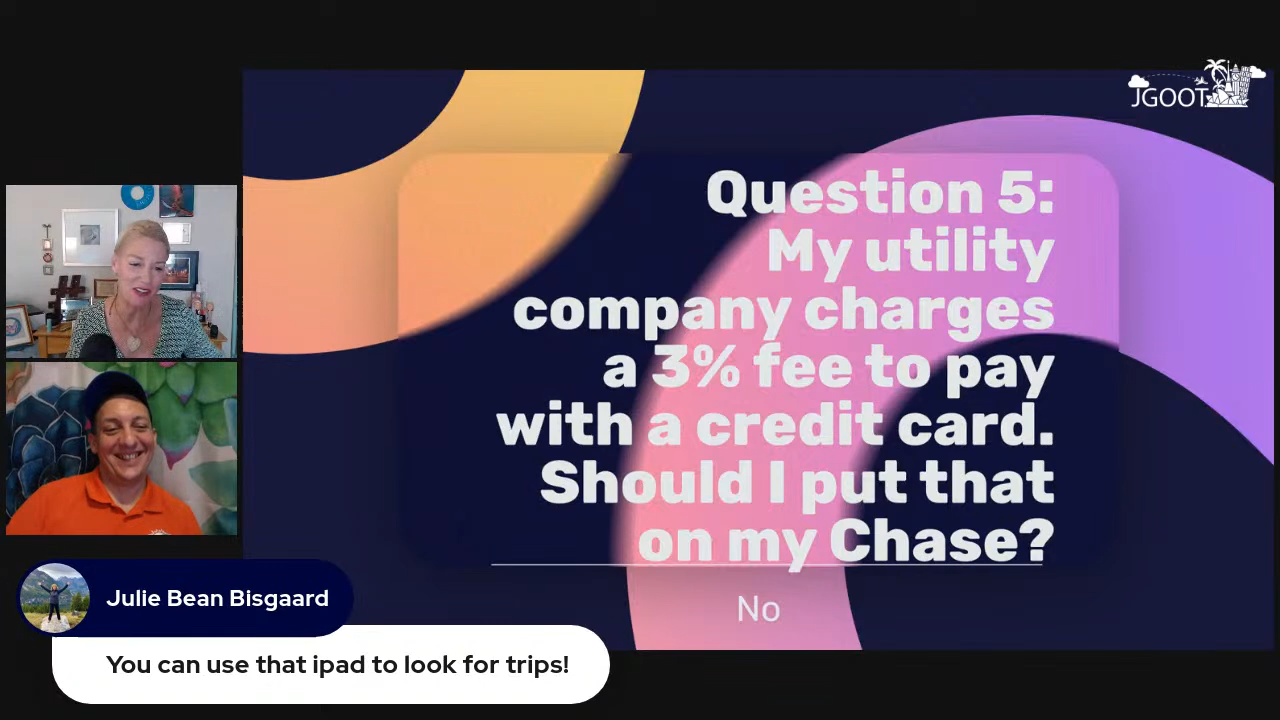 JGOOT
Question 5:
My utility
company charges
a 3% fee to pay
with a credit card.
Should I put that
on my Chase?
No
Julie Bean Bisgaard
You can use that ipad to look for trips!